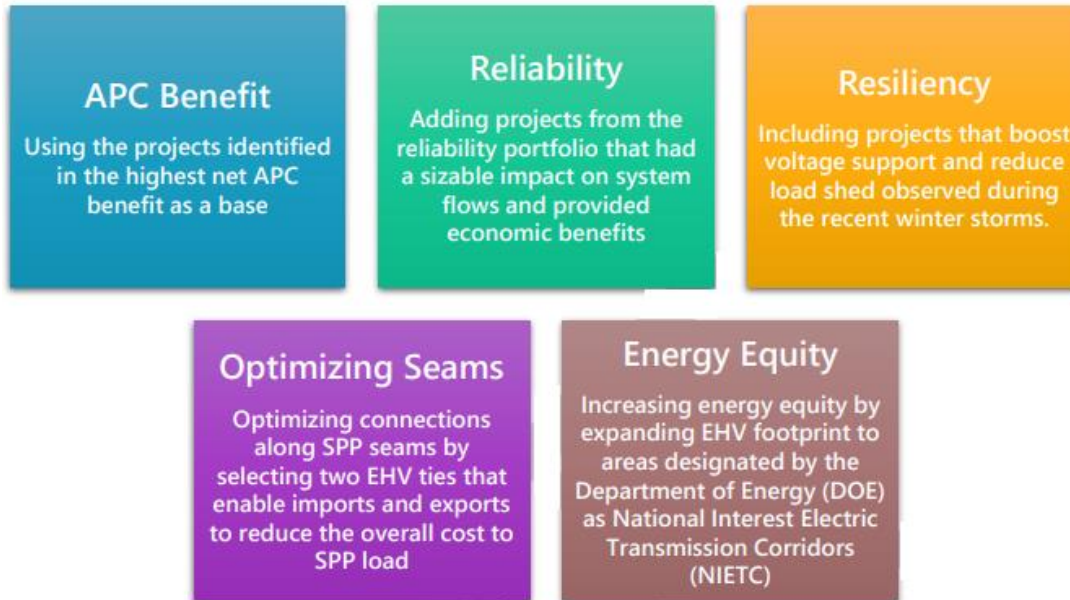 APC Benefit
Using the projects identified
in the highest net APC
benefit as a base
Reliability
Adding projects from the
reliability portfolio that had
a sizable impact on system
flows and provided
economic benefits
Resiliency
Including projects that boost
voltage support and reduce
load shed observed during
the recent winter storms.
Optimizing Seams
Optimizing connections
along SPP seams by
selecting two EHV ties that
enable imports and exports
to reduce the overall cost to
SPP load
Energy Equity
Increasing energy equity by
expanding EHV footprint to
areas designated by the
Department of Energy (DOE)
as National Interest Electric
Transmission Corridors
(NIETC)